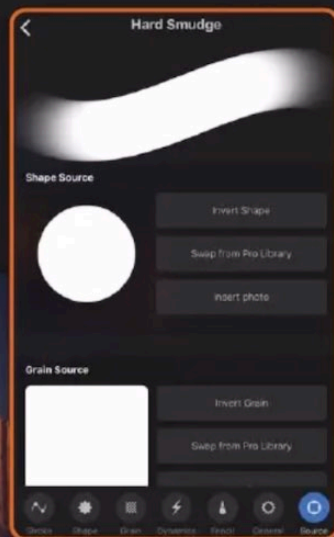 Hard Smudge
Shape Source
Invert Shape
Swap from Pro Library
Insert photo
Grain Source
Invert Grain
Swap from Pro Library
Stroke Shape Grain Dynamics Pencil General Source